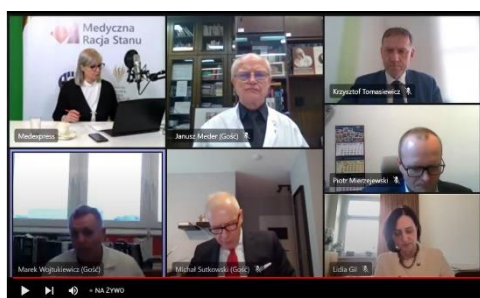 Medyczna
Racja Stanu
Medexpress
Janusz Meder (Gość)
Krzysztof Tomasiewicz
Piotr Mierzejewski
Marek Wojtukiewicz (Gość)
Michał Sutkowski (Gość)
Lidia Gil
NA ŻYWO